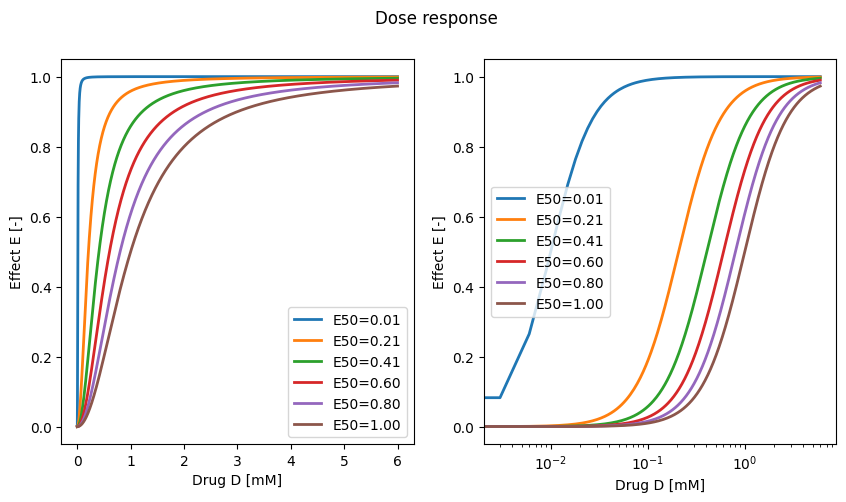 Dose response
Effect E [-]
1.0
0.8
0.6
0.4
0.2
0.0
E50=0.01
E50=0.21
E50=0.41
E50=0.60
E50=0.80
E50=1.00
0 1 2 3 4 5 6
Drug D [mM]
Effect E [-]
1.0
0.8
0.6
0.4
0.2
0.0
E50=0.01
E50=0.21
E50=0.41
E50=0.60
E50=0.80
E50=1.00
10⁻² 10⁻¹ 10⁰
Drug D [mM]